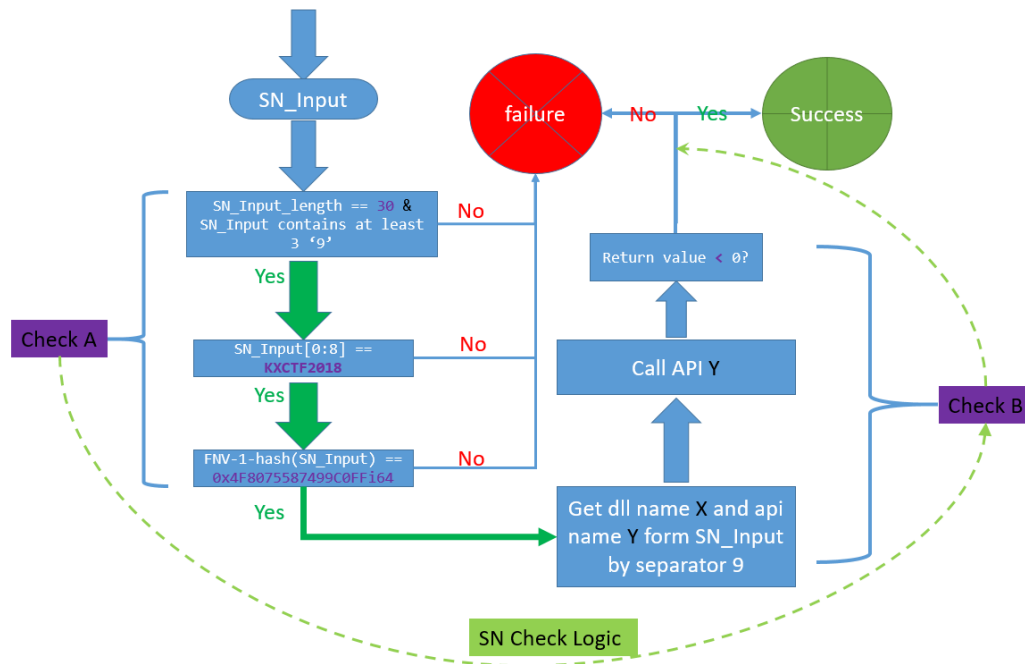 SN_Input
failure
No
Yes
Success
SN_Input_length == 30 &
SN_Input contains at least
3 ‘9’
No
Yes
Return value < 0?
Check A
SN_Input[0:8] ==
KXCTF2018
No
Yes
Call API Y
Check B
FNV-1-hash(SN_Input) ==
0x4F8075587499C0FFi64
No
Yes
Get dll name X and api
name Y form SN_Input
by separator 9
SN Check Logic